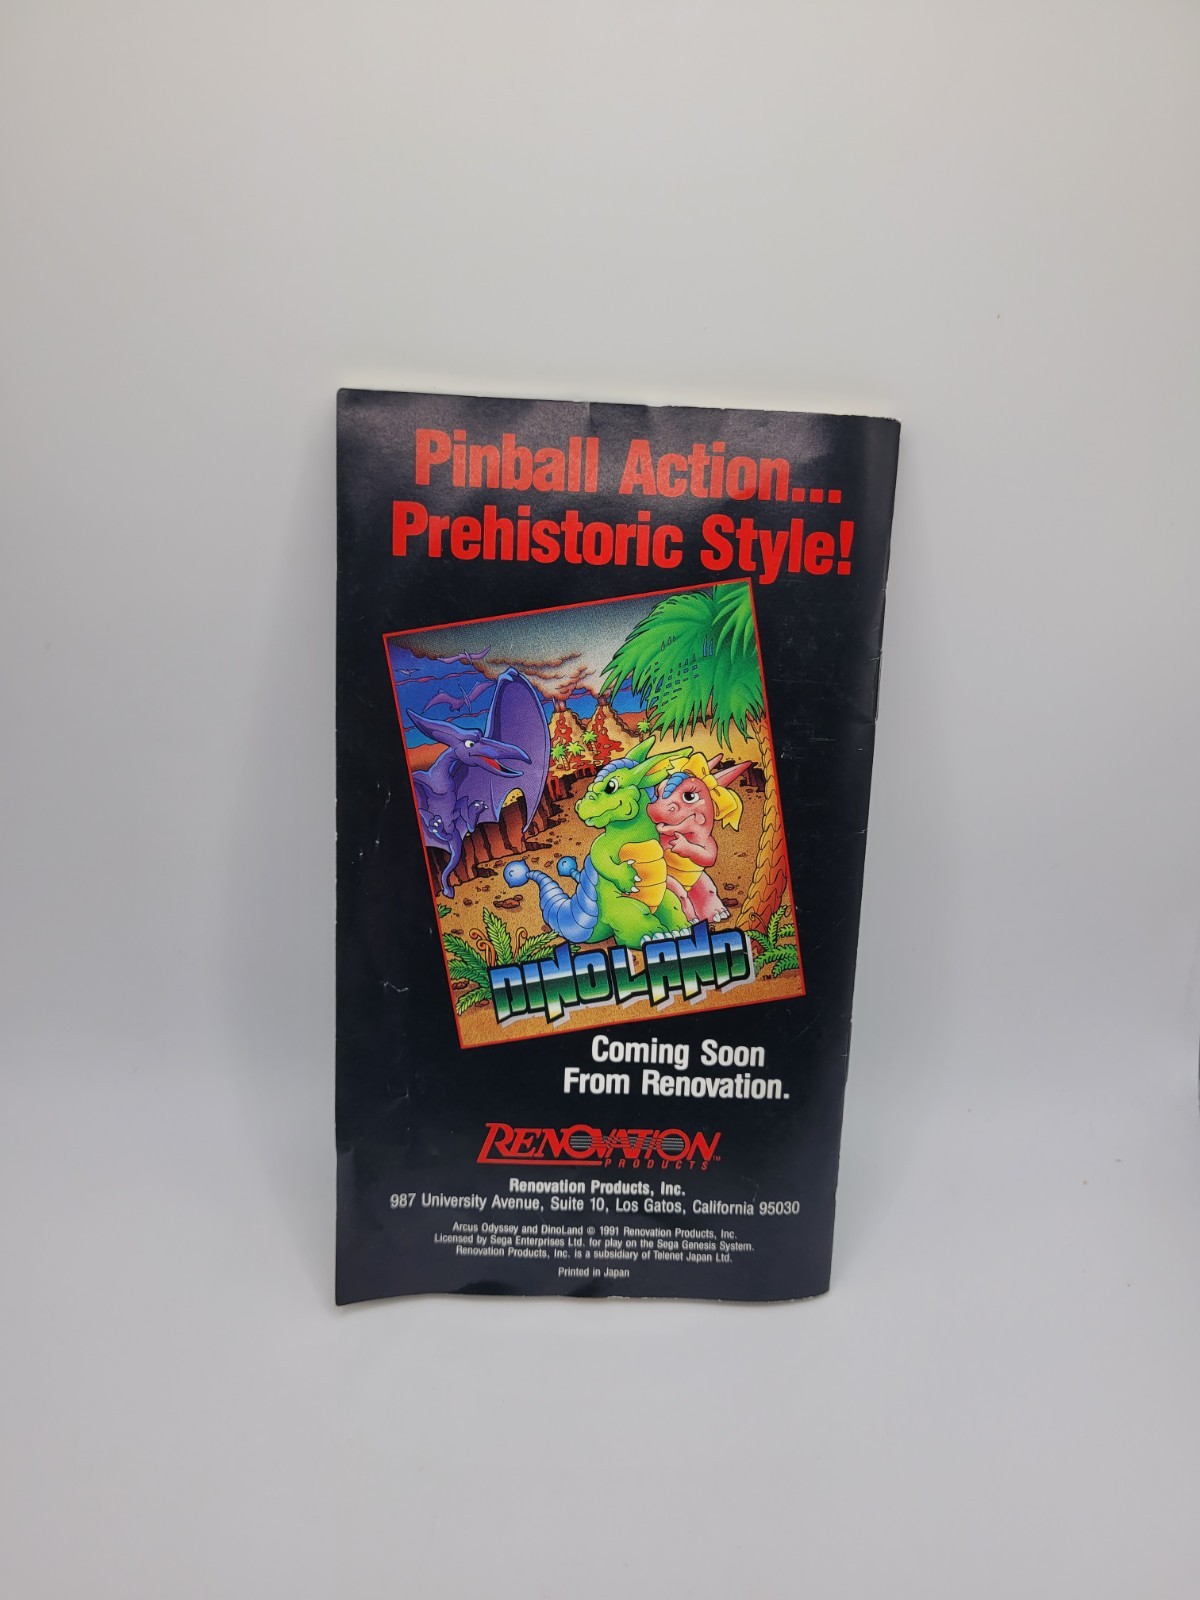 Pinball Action...
Prehistoric Style!
DINOLAND
TM
Coming Soon
From Renovation.
RENOVATION TM
PRODUCTS
Renovation Products, Inc.
987 University Avenue, Suite 10, Los Gatos, California 95030
Arcus Odyssey and DinoLand © 1991 Renovation Products, Inc.
Licensed by Sega Enterprises Ltd. for play on the Sega Genesis System.
Renovation Products, Inc. is a subsidiary of Telenet Japan Ltd.
Printed in Japan